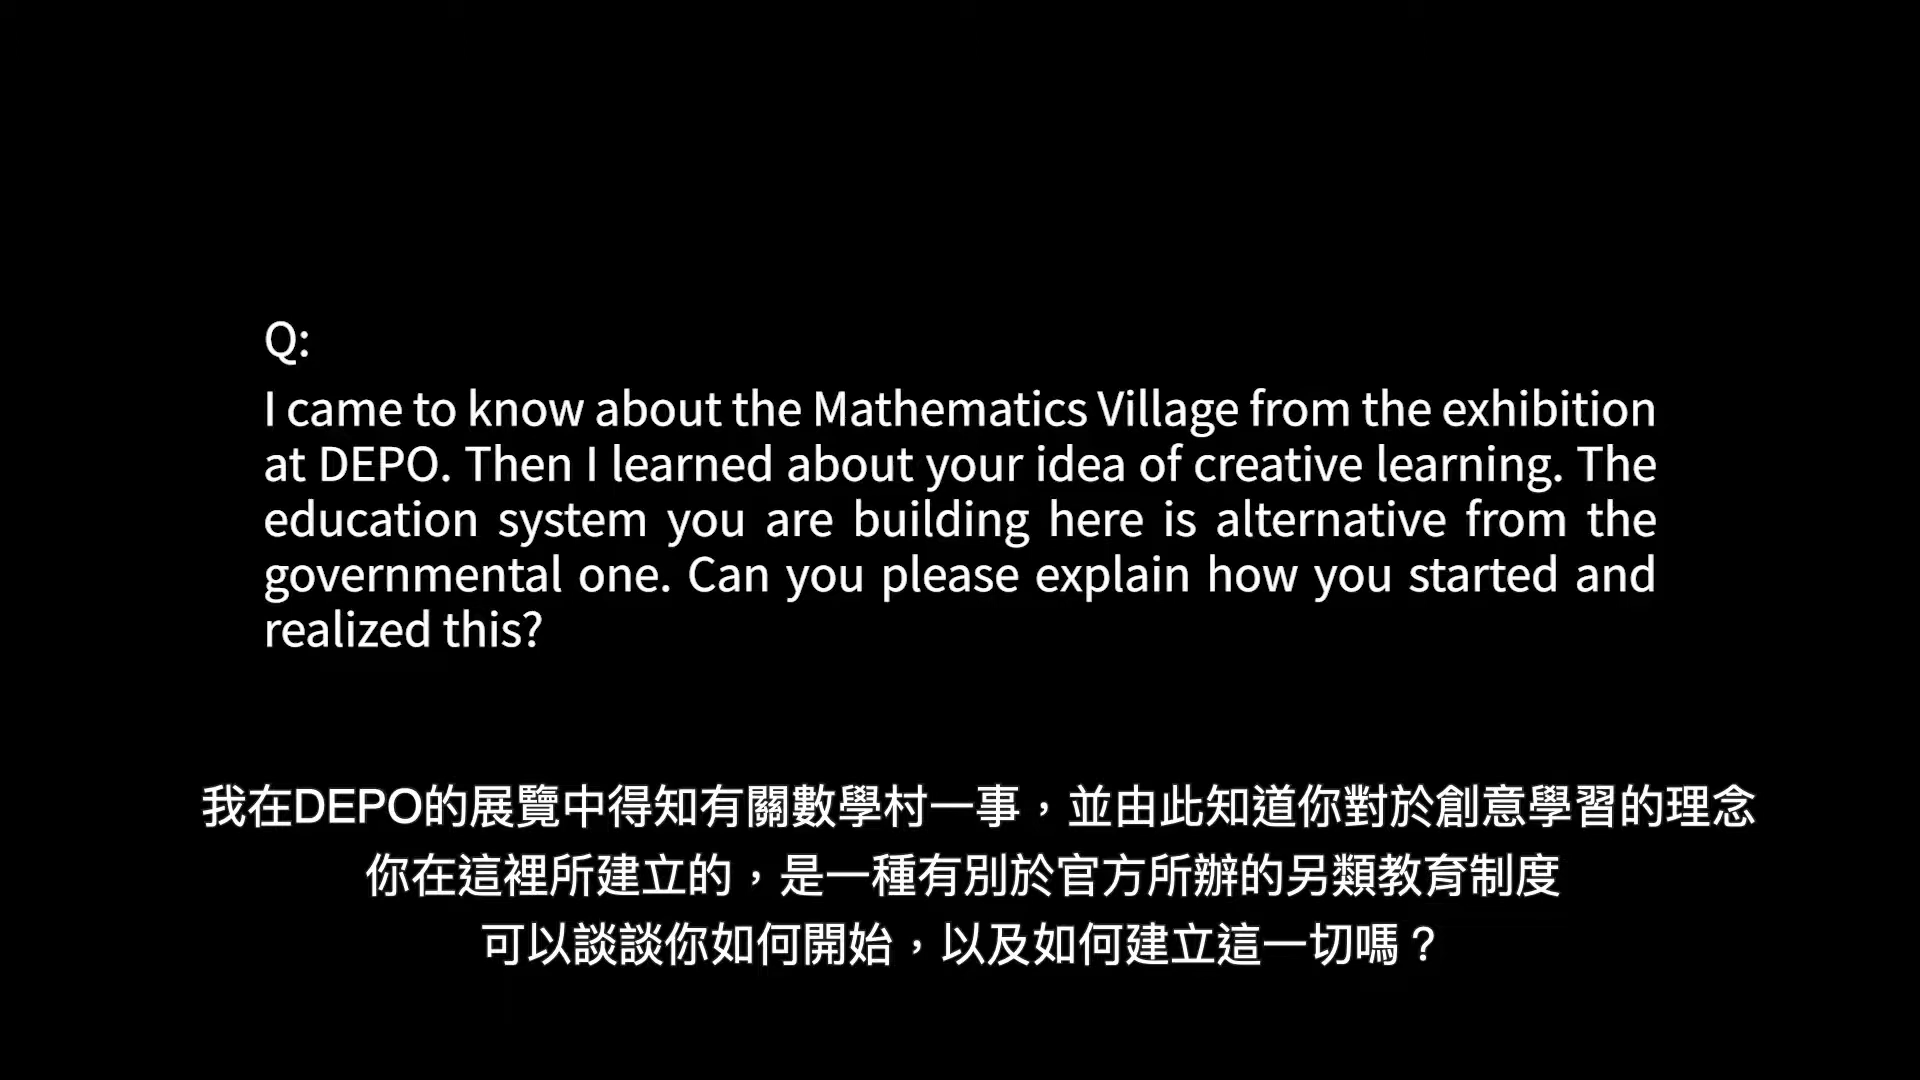 Q:
I came to know about the Mathematics Village from the exhibition
at DEPO. Then I learned about your idea of creative learning. The
education system you are building here is alternative from the
governmental one. Can you please explain how you started and
realized this?
我在DEPO的展覽中得知有關數學村一事，並由此知道你對於創意學習的理念
你在這裡所建立的，是一種有別於官方所辦的另類教育制度
可以談談你如何開始，以及如何建立這一切嗎？